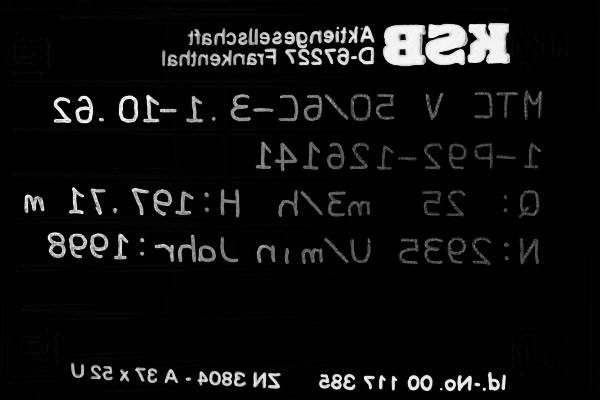 KSB Aktiengesellschaft
D-67227 Frankenthal
MTC V 50/6C-3.1-10.62
1-P92-126141
Q: 25 m3/h H:197.71 m
N:2935 U/min Jahr:1998
Id.-No. 00 117 385 ZN 3804 - A 37 x 52 U